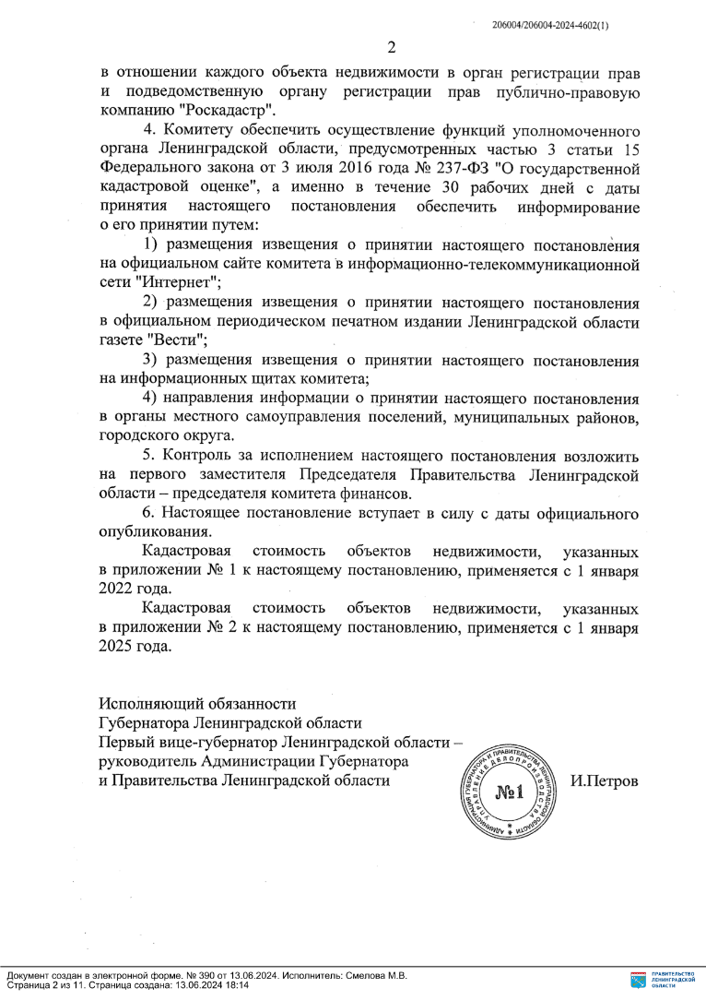 206004/206004-2024-4602(1)
2
в отношении каждого объекта недвижимости в орган регистрации прав
и подведомственную органу регистрации прав публично-правовую
компанию "Роскадастр".
4. Комитету обеспечить осуществление функций уполномоченного
органа Ленинградской области, предусмотренных частью 3 статьи 15
Федерального закона от 3 июля 2016 года № 237-ФЗ "О государственной
кадастровой оценке", а именно в течение 30 рабочих дней с даты
принятия настоящего постановления обеспечить информирование
о его принятии путем:
1) размещения извещения о принятии настоящего постановления
на официальном сайте комитета в информационно-телекоммуникационной
сети "Интернет";
2) размещения извещения о принятии настоящего постановления
в официальном периодическом печатном издании Ленинградской области
газете "Вести";
3) размещения извещения о принятии настоящего постановления
на информационных щитах комитета;
4) направления информации о принятии настоящего постановления
в органы местного самоуправления поселений, муниципальных районов,
городского округа.
5. Контроль за исполнением настоящего постановления возложить
на первого заместителя Председателя Правительства Ленинградской
области – председателя комитета финансов.
6. Настоящее постановление вступает в силу с даты официального
опубликования.
Кадастровая стоимость объектов недвижимости, указанных
в приложении № 1 к настоящему постановлению, применяется с 1 января
2022 года.
Кадастровая стоимость объектов недвижимости, указанных
в приложении № 2 к настоящему постановлению, применяется с 1 января
2025 года.
Исполняющий обязанности
Губернатора Ленинградской области
Первый вице-губернатор Ленинградской области –
руководитель Администрации Губернатора
и Правительства Ленинградской области
И.Петров
АДМИНИСТРАЦИЯ ГУБЕРНАТОРА И ПРАВИТЕЛЬСТВА ЛЕНИНГРАДСКОЙ ОБЛАСТИ
УПРАВЛЕНИЕ ДЕЛОПРОИЗВОДСТВА
№1
Документ создан в электронной форме. № 390 от 13.06.2024. Исполнитель: Смелова М.В.
Страница 2 из 11. Страница создана: 13.06.2024 18:14
ПРАВИТЕЛЬСТВО
ЛЕНИНГРАДСКОЙ
ОБЛАСТИ